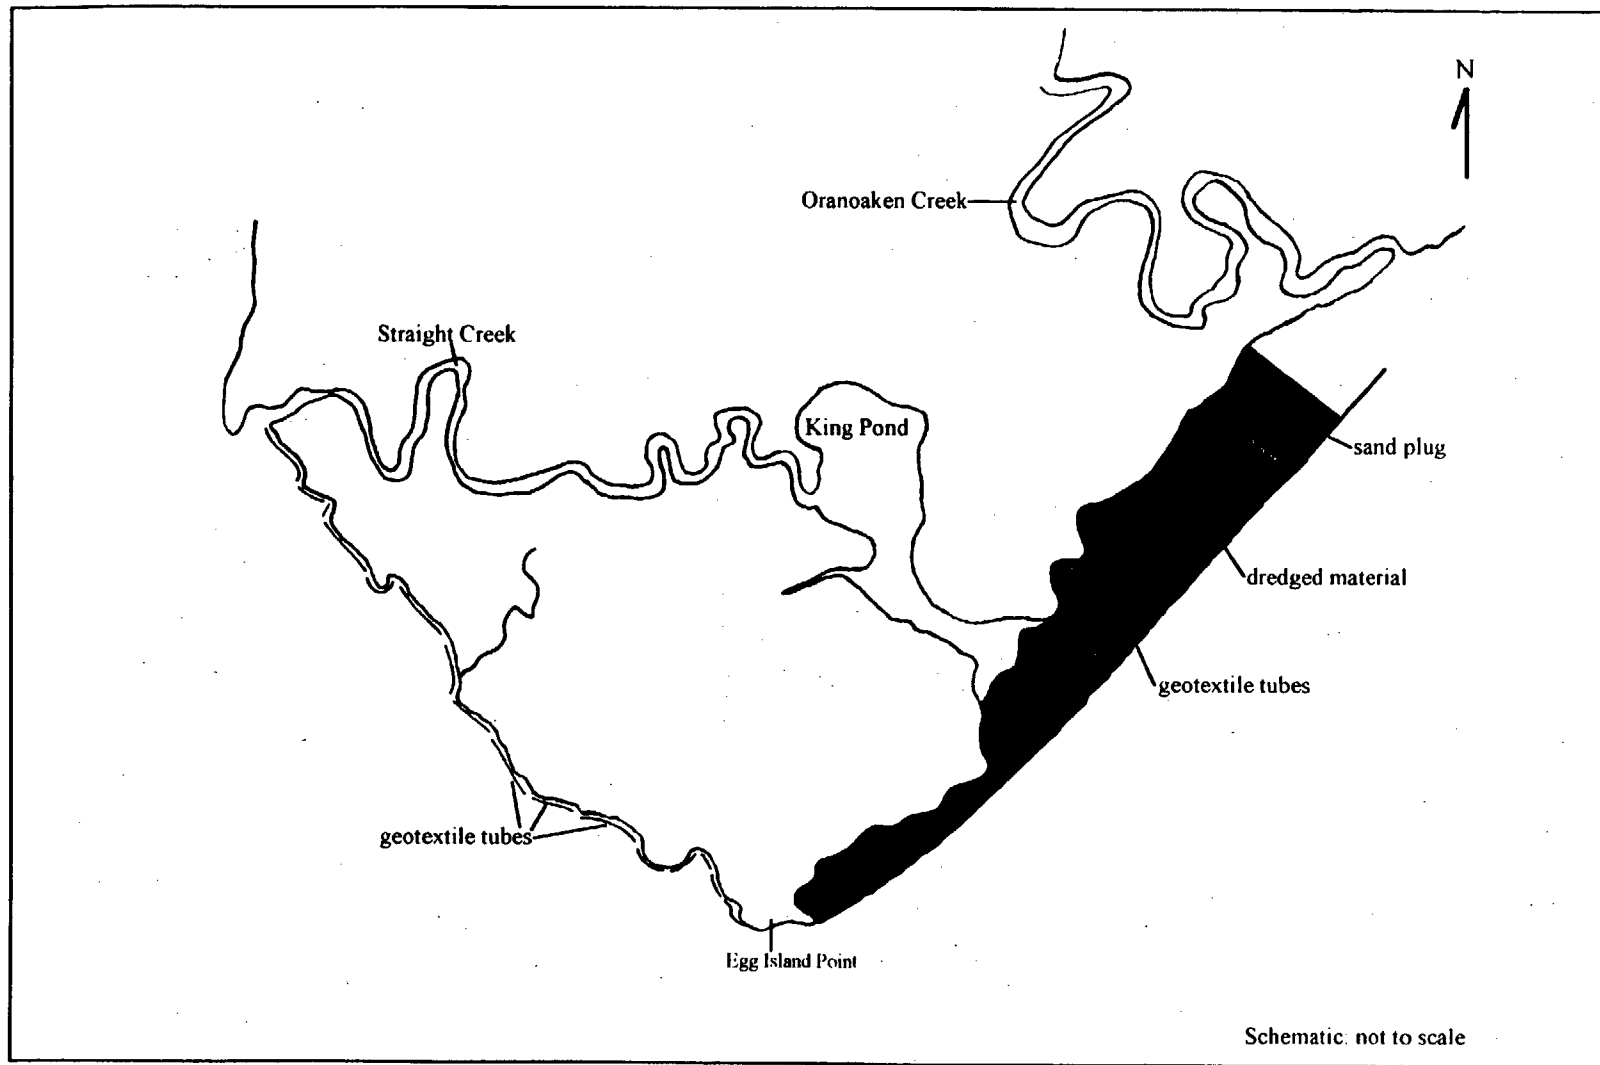 N
Oranoaken Creek
Straight Creek
King Pond
sand plug
dredged material
geotextile tubes
geotextile tubes
Egg Island Point
Schematic: not to scale